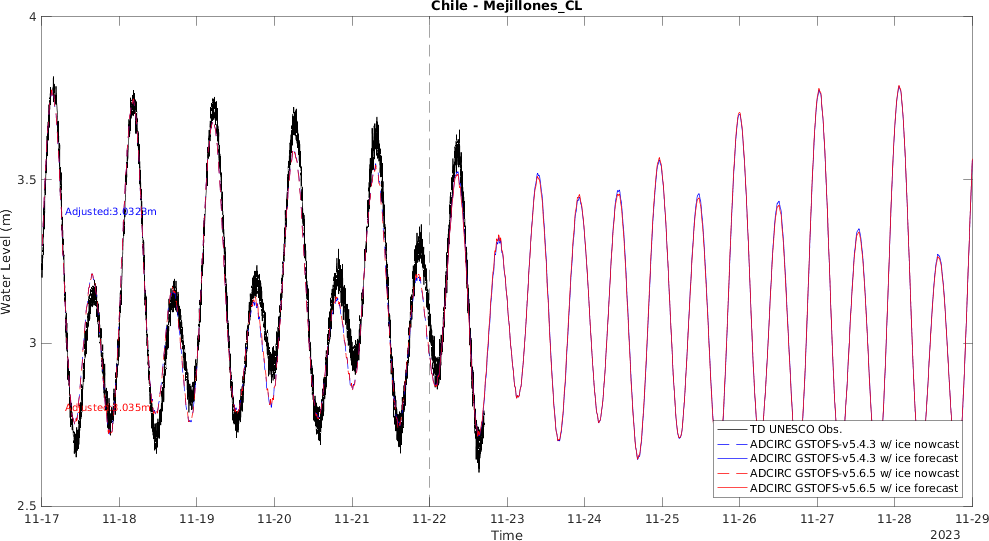 Chile - Mejillones_CL
4
3.5
3
2.5
Water Level (m)
Adjusted:3.0328m
Adjusted:3.035m
TD UNESCO Obs.
ADCIRC GSTOFS-v5.4.3 w/ ice nowcast
ADCIRC GSTOFS-v5.4.3 w/ ice forecast
ADCIRC GSTOFS-v5.6.5 w/ ice nowcast
ADCIRC GSTOFS-v5.6.5 w/ ice forecast
11-17 11-18 11-19 11-20 11-21 11-22 11-23 11-24 11-25 11-26 11-27 11-28 11-29
Time
2023